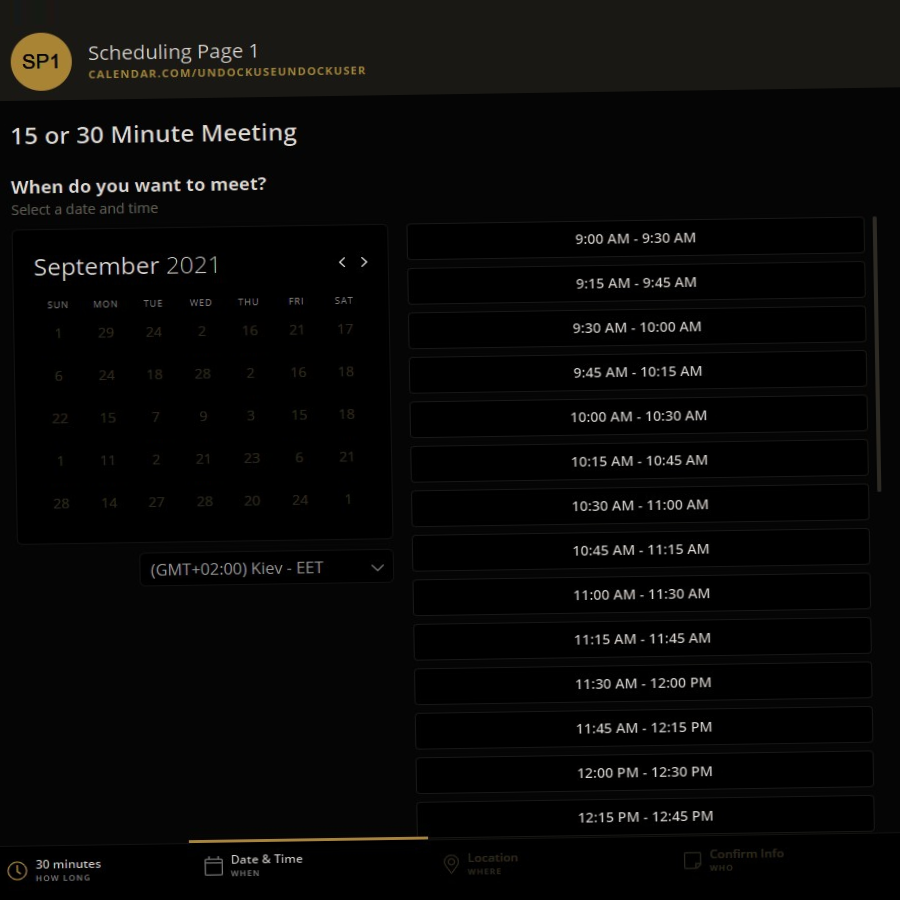 SP1
Scheduling Page 1
CALENDAR.COM/UNDOCKUSEUNDOCKUSER
15 or 30 Minute Meeting
When do you want to meet?
Select a date and time
September 2021
SUN MON TUE WED THU FRI SAT
1 29 24 2 16 21 17
6 24 18 28 2 16 18
22 15 7 9 3 15 18
1 11 2 21 23 6 21
28 14 27 28 20 24 1
(GMT+02:00) Kiev - EET
9:00 AM - 9:30 AM
9:15 AM - 9:45 AM
9:30 AM - 10:00 AM
9:45 AM - 10:15 AM
10:00 AM - 10:30 AM
10:15 AM - 10:45 AM
10:30 AM - 11:00 AM
10:45 AM - 11:15 AM
11:00 AM - 11:30 AM
11:15 AM - 11:45 AM
11:30 AM - 12:00 PM
11:45 AM - 12:15 PM
12:00 PM - 12:30 PM
12:15 PM - 12:45 PM
30 minutes
HOW LONG
Date & Time
WHEN
Location
WHERE
Confirm Info
WHO